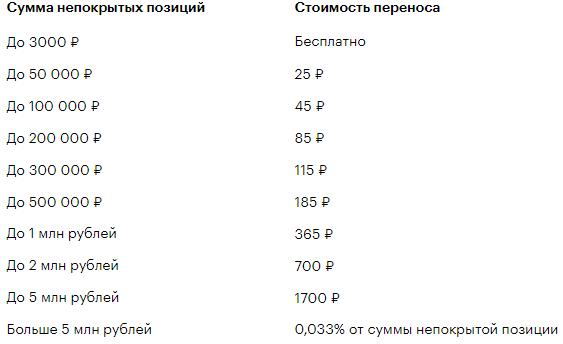 Сумма непокрытых позиций Стоимость переноса
До 3000 ₽ Бесплатно
До 50 000 ₽ 25 ₽
До 100 000 ₽ 45 ₽
До 200 000 ₽ 85 ₽
До 300 000 ₽ 115 ₽
До 500 000 ₽ 185 ₽
До 1 млн рублей 365 ₽
До 2 млн рублей 700 ₽
До 5 млн рублей 1700 ₽
Больше 5 млн рублей 0,033% от суммы непокрытой позиции